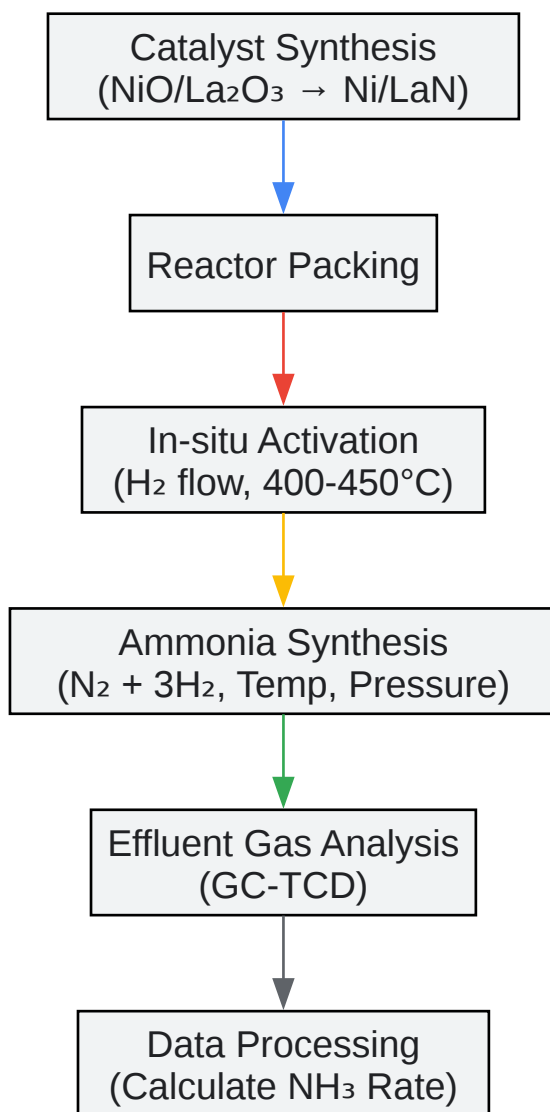 Catalyst Synthesis
(NiO/La₂O₃ → Ni/LaN)
Reactor Packing
In-situ Activation
(H₂ flow, 400-450°C)
Ammonia Synthesis
(N₂ + 3H₂, Temp, Pressure)
Effluent Gas Analysis
(GC-TCD)
Data Processing
(Calculate NH₃ Rate)